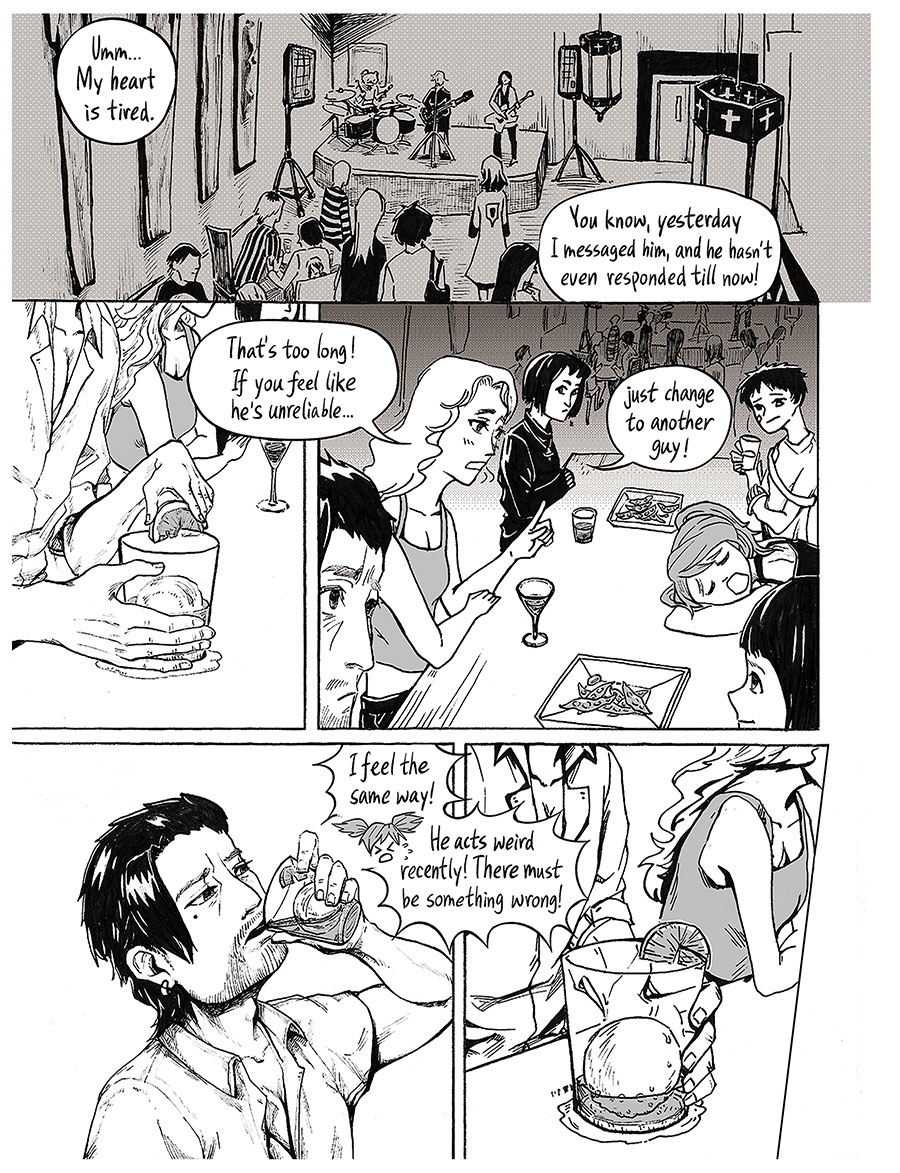 Umm...
My heart
is tired.
You know, yesterday
I messaged him, and he hasn't
even responded till now!
That's too long!
If you feel like
he's unreliable...
just change
to another
guy!
I feel the
same way!
He acts weird
recently! There must
be something wrong!